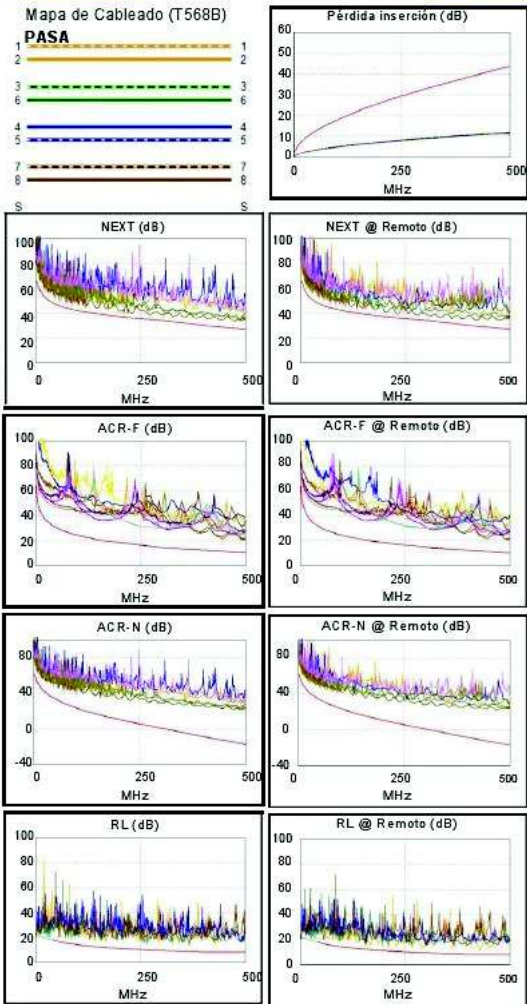 Mapa de Cableado (T568B)
PASA
1 1
2 2
3 3
6 6
4 4
5 5
7 7
8 8
S S
Pérdida inserción (dB)
60
50
40
30
20
10
0
0 250 500
MHz
NEXT (dB)
100
80
60
40
20
0
0 250 500
MHz
NEXT @ Remoto (dB)
100
80
60
40
20
0
0 250 500
MHz
ACR-F (dB)
100
80
60
40
20
0
0 250 500
MHz
ACR-F @ Remoto (dB)
100
80
60
40
20
0
0 250 500
MHz
ACR-N (dB)
80
40
0
-40
0 250 500
MHz
ACR-N @ Remoto (dB)
80
40
0
-40
0 250 500
MHz
RL (dB)
100
80
60
40
20
0
0 250 500
MHz
RL @ Remoto (dB)
100
80
60
40
20
0
0 250 500
MHz